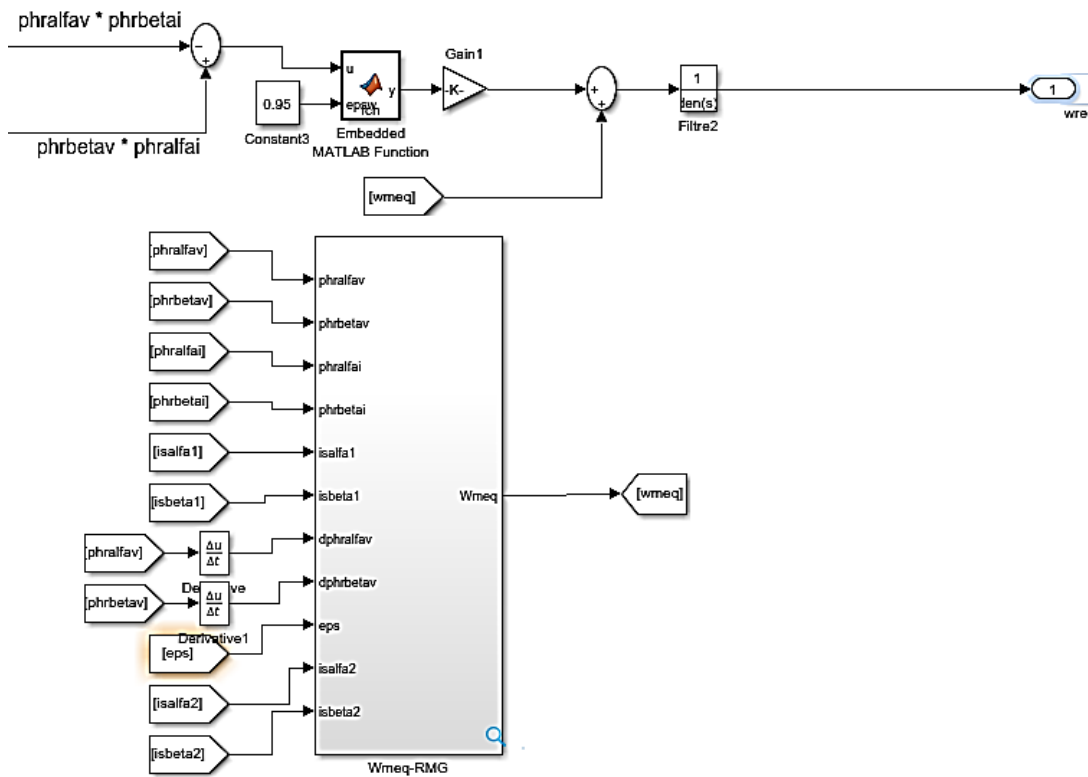 phralfav * phrbetai
-
+
phrbetav * phralfai
0.95
Constant3
u
epsw
y
fcn
Embedded
MATLAB Function
Gain1
-K-
+
+
[wmeq]
1
den(s)
Filtre2
1
[phralfav]
[phrbetav]
[phralfai]
[phrbetai]
[isalfa1]
[isbeta1]
[phralfav]
Δu
Δt
[phrbetav]
Δu
Δt
Derivative1
[eps]
[isalfa2]
[isbeta2]
phralfav
phrbetav
phralfai
phrbetai
isalfa1
isbeta1
dphralfav
dphrbetav
eps
isalfa2
isbeta2
Wmeq
Wmeq-RMG
[wmeq]